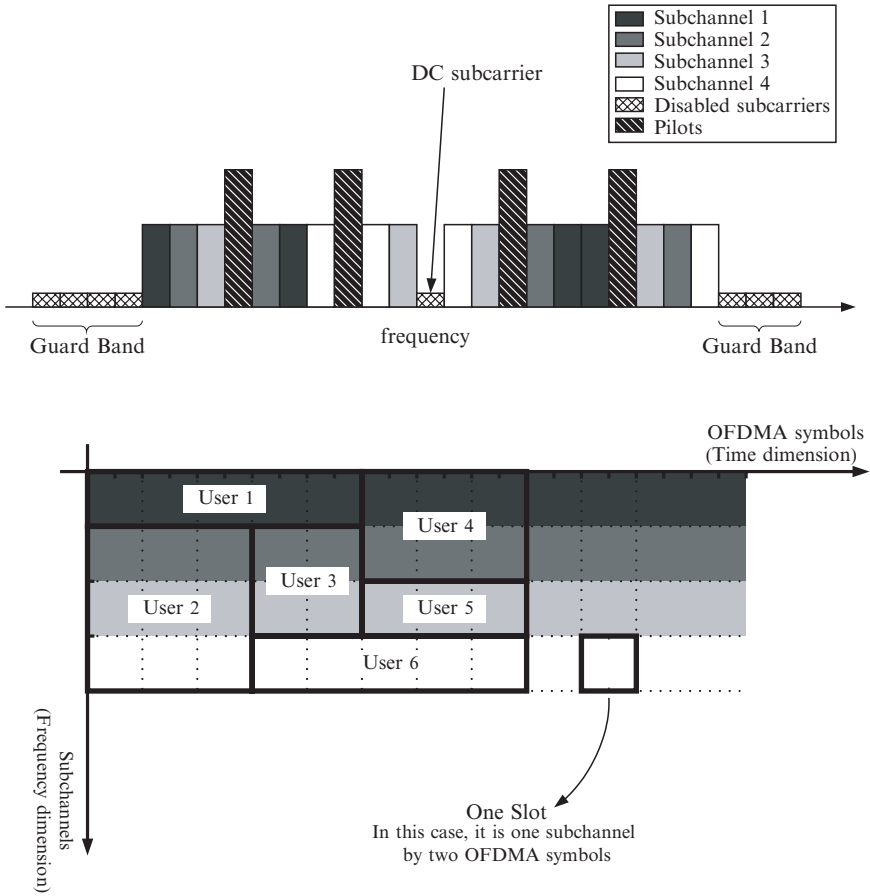 Subchannel 1
Subchannel 2
Subchannel 3
Subchannel 4
Disabled subcarriers
Pilots
DC subcarrier
frequency
Guard Band
Guard Band
OFDMA symbols
(Time dimension)
User 1
User 4
User 3
User 2
User 5
User 6
Subchannels
(Frequency dimension)
One Slot
In this case, it is one subchannel
by two OFDMA symbols